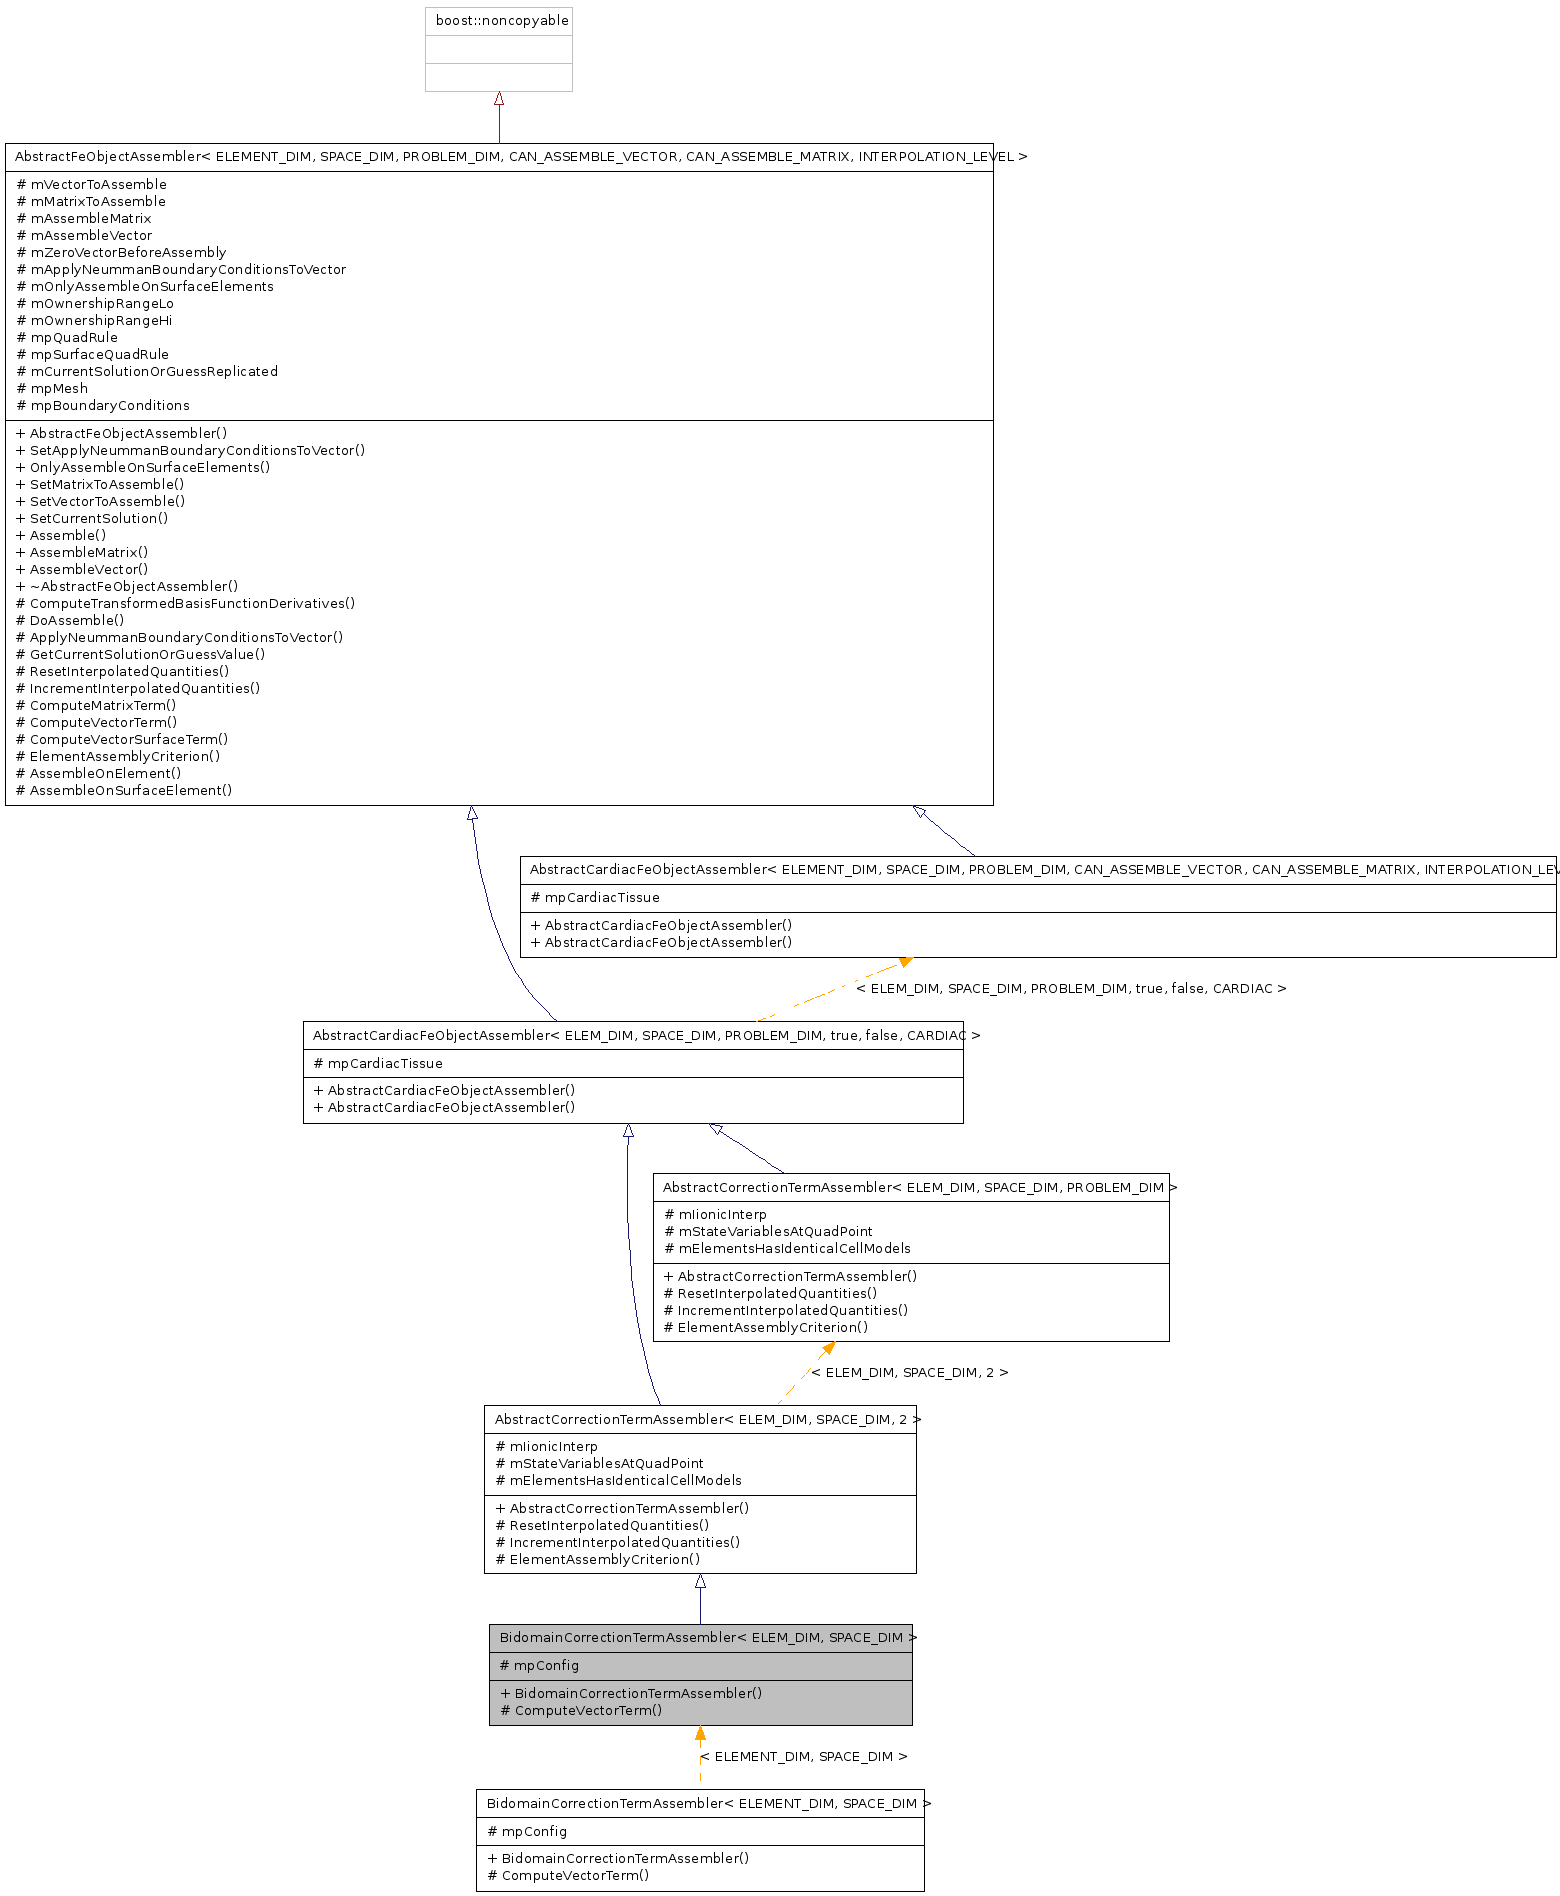 boost::noncopyable
AbstractFeObjectAssembler< ELEMENT_DIM, SPACE_DIM, PROBLEM_DIM, CAN_ASSEMBLE_VECTOR, CAN_ASSEMBLE_MATRIX, INTERPOLATION_LEVEL >
# mVectorToAssemble
# mMatrixToAssemble
# mAssembleMatrix
# mAssembleVector
# mZeroVectorBeforeAssembly
# mApplyNeummanBoundaryConditionsToVector
# mOnlyAssembleOnSurfaceElements
# mOwnershipRangeLo
# mOwnershipRangeHi
# mpQuadRule
# mpSurfaceQuadRule
# mCurrentSolutionOrGuessReplicated
# mpMesh
# mpBoundaryConditions
+ AbstractFeObjectAssembler()
+ SetApplyNeummanBoundaryConditionsToVector()
+ OnlyAssembleOnSurfaceElements()
+ SetMatrixToAssemble()
+ SetVectorToAssemble()
+ SetCurrentSolution()
+ Assemble()
+ AssembleMatrix()
+ AssembleVector()
+ ~AbstractFeObjectAssembler()
# ComputeTransformedBasisFunctionDerivatives()
# DoAssemble()
# ApplyNeummanBoundaryConditionsToVector()
# GetCurrentSolutionOrGuessValue()
# ResetInterpolatedQuantities()
# IncrementInterpolatedQuantities()
# ComputeMatrixTerm()
# ComputeVectorTerm()
# ComputeVectorSurfaceTerm()
# ElementAssemblyCriterion()
# AssembleOnElement()
# AssembleOnSurfaceElement()
AbstractCardiacFeObjectAssembler< ELEMENT_DIM, SPACE_DIM, PROBLEM_DIM, CAN_ASSEMBLE_VECTOR, CAN_ASSEMBLE_MATRIX,
# mpCardiacTissue
+ AbstractCardiacFeObjectAssembler()
+ AbstractCardiacFeObjectAssembler()
< ELEM_DIM, SPACE_DIM, PROBLEM_DIM, true, false, CARDIAC >
AbstractCardiacFeObjectAssembler< ELEM_DIM, SPACE_DIM, PROBLEM_DIM, true, false, CARDIAC >
# mpCardiacTissue
+ AbstractCardiacFeObjectAssembler()
+ AbstractCardiacFeObjectAssembler()
AbstractCorrectionTermAssembler< ELEM_DIM, SPACE_DIM, PROBLEM_DIM >
# mIionicInterp
# mStateVariablesAtQuadPoint
# mElementsHasIdenticalCellModels
+ AbstractCorrectionTermAssembler()
# ResetInterpolatedQuantities()
# IncrementInterpolatedQuantities()
# ElementAssemblyCriterion()
< ELEM_DIM, SPACE_DIM, 2 >
AbstractCorrectionTermAssembler< ELEM_DIM, SPACE_DIM, 2 >
# mIionicInterp
# mStateVariablesAtQuadPoint
# mElementsHasIdenticalCellModels
+ AbstractCorrectionTermAssembler()
# ResetInterpolatedQuantities()
# IncrementInterpolatedQuantities()
# ElementAssemblyCriterion()
BidomainCorrectionTermAssembler< ELEM_DIM, SPACE_DIM >
# mpConfig
+ BidomainCorrectionTermAssembler()
# ComputeVectorTerm()
< ELEMENT_DIM, SPACE_DIM >
BidomainCorrectionTermAssembler< ELEMENT_DIM, SPACE_DIM >
# mpConfig
+ BidomainCorrectionTermAssembler()
# ComputeVectorTerm()